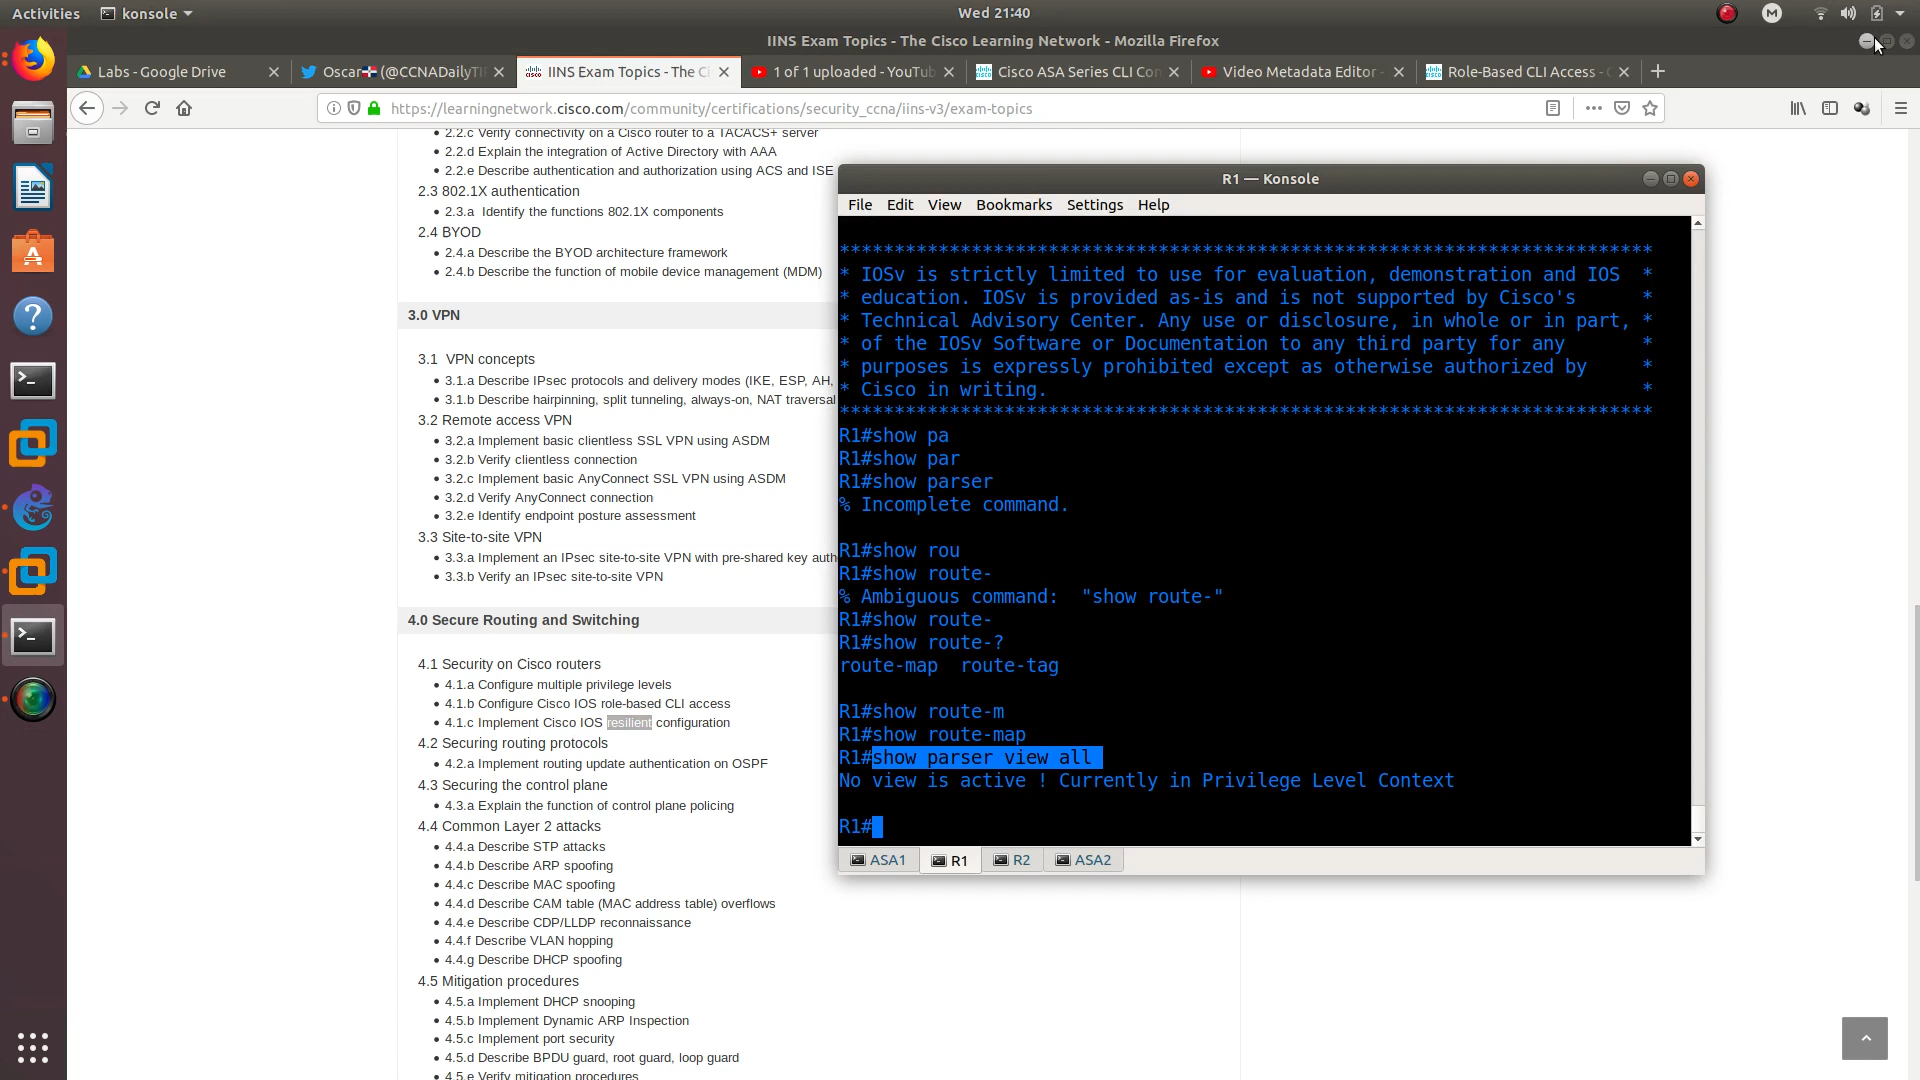 Activities
konsole
Wed 21:40
M
IINS Exam Topics - The Cisco Learning Network - Mozilla Firefox
Labs - Google Drive
Oscar (@CCNADailyTI
IINS Exam Topics - The Ci
1 of 1 uploaded - YouTub
Cisco ASA Series CLI Con
Video Metadata Editor -
Role-Based CLI Access -
https://learningnetwork.cisco.com/community/certifications/security_ccna/iins-v3/exam-topics
• 2.2.c Verify connectivity on a Cisco router to a TACACS+ server
• 2.2.d Explain the integration of Active Directory with AAA
• 2.2.e Describe authentication and authorization using ACS and ISE
2.3 802.1X authentication
• 2.3.a Identify the functions 802.1X components
2.4 BYOD
• 2.4.a Describe the BYOD architecture framework
• 2.4.b Describe the function of mobile device management (MDM)
3.0 VPN
3.1 VPN concepts
• 3.1.a Describe IPsec protocols and delivery modes (IKE, ESP, AH,
• 3.1.b Describe hairpinning, split tunneling, always-on, NAT traversal
3.2 Remote access VPN
• 3.2.a Implement basic clientless SSL VPN using ASDM
• 3.2.b Verify clientless connection
• 3.2.c Implement basic AnyConnect SSL VPN using ASDM
• 3.2.d Verify AnyConnect connection
• 3.2.e Identify endpoint posture assessment
3.3 Site-to-site VPN
• 3.3.a Implement an IPsec site-to-site VPN with pre-shared key auth
• 3.3.b Verify an IPsec site-to-site VPN
4.0 Secure Routing and Switching
4.1 Security on Cisco routers
• 4.1.a Configure multiple privilege levels
• 4.1.b Configure Cisco IOS role-based CLI access
• 4.1.c Implement Cisco IOS resilient configuration
4.2 Securing routing protocols
• 4.2.a Implement routing update authentication on OSPF
4.3 Securing the control plane
• 4.3.a Explain the function of control plane policing
4.4 Common Layer 2 attacks
• 4.4.a Describe STP attacks
• 4.4.b Describe ARP spoofing
• 4.4.c Describe MAC spoofing
• 4.4.d Describe CAM table (MAC address table) overflows
• 4.4.e Describe CDP/LLDP reconnaissance
• 4.4.f Describe VLAN hopping
• 4.4.g Describe DHCP spoofing
4.5 Mitigation procedures
• 4.5.a Implement DHCP snooping
• 4.5.b Implement Dynamic ARP Inspection
• 4.5.c Implement port security
• 4.5.d Describe BPDU guard, root guard, loop guard
• 4.5.e Verify mitigation procedures
R1 — Konsole
File Edit View Bookmarks Settings Help
**************************************************************************
* IOSv is strictly limited to use for evaluation, demonstration and IOS  *
* education. IOSv is provided as-is and is not supported by Cisco's      *
* Technical Advisory Center. Any use or disclosure, in whole or in part, *
* of the IOSv Software or Documentation to any third party for any       *
* purposes is expressly prohibited except as otherwise authorized by     *
* Cisco in writing.                                                      *
**************************************************************************
R1#show pa
R1#show par
R1#show parser
% Incomplete command.
R1#show rou
R1#show route-
% Ambiguous command:  "show route-"
R1#show route-
R1#show route-?
route-map  route-tag
R1#show route-m
R1#show route-map
R1#show parser view all
No view is active ! Currently in Privilege Level Context
R1#
ASA1
R1
R2
ASA2